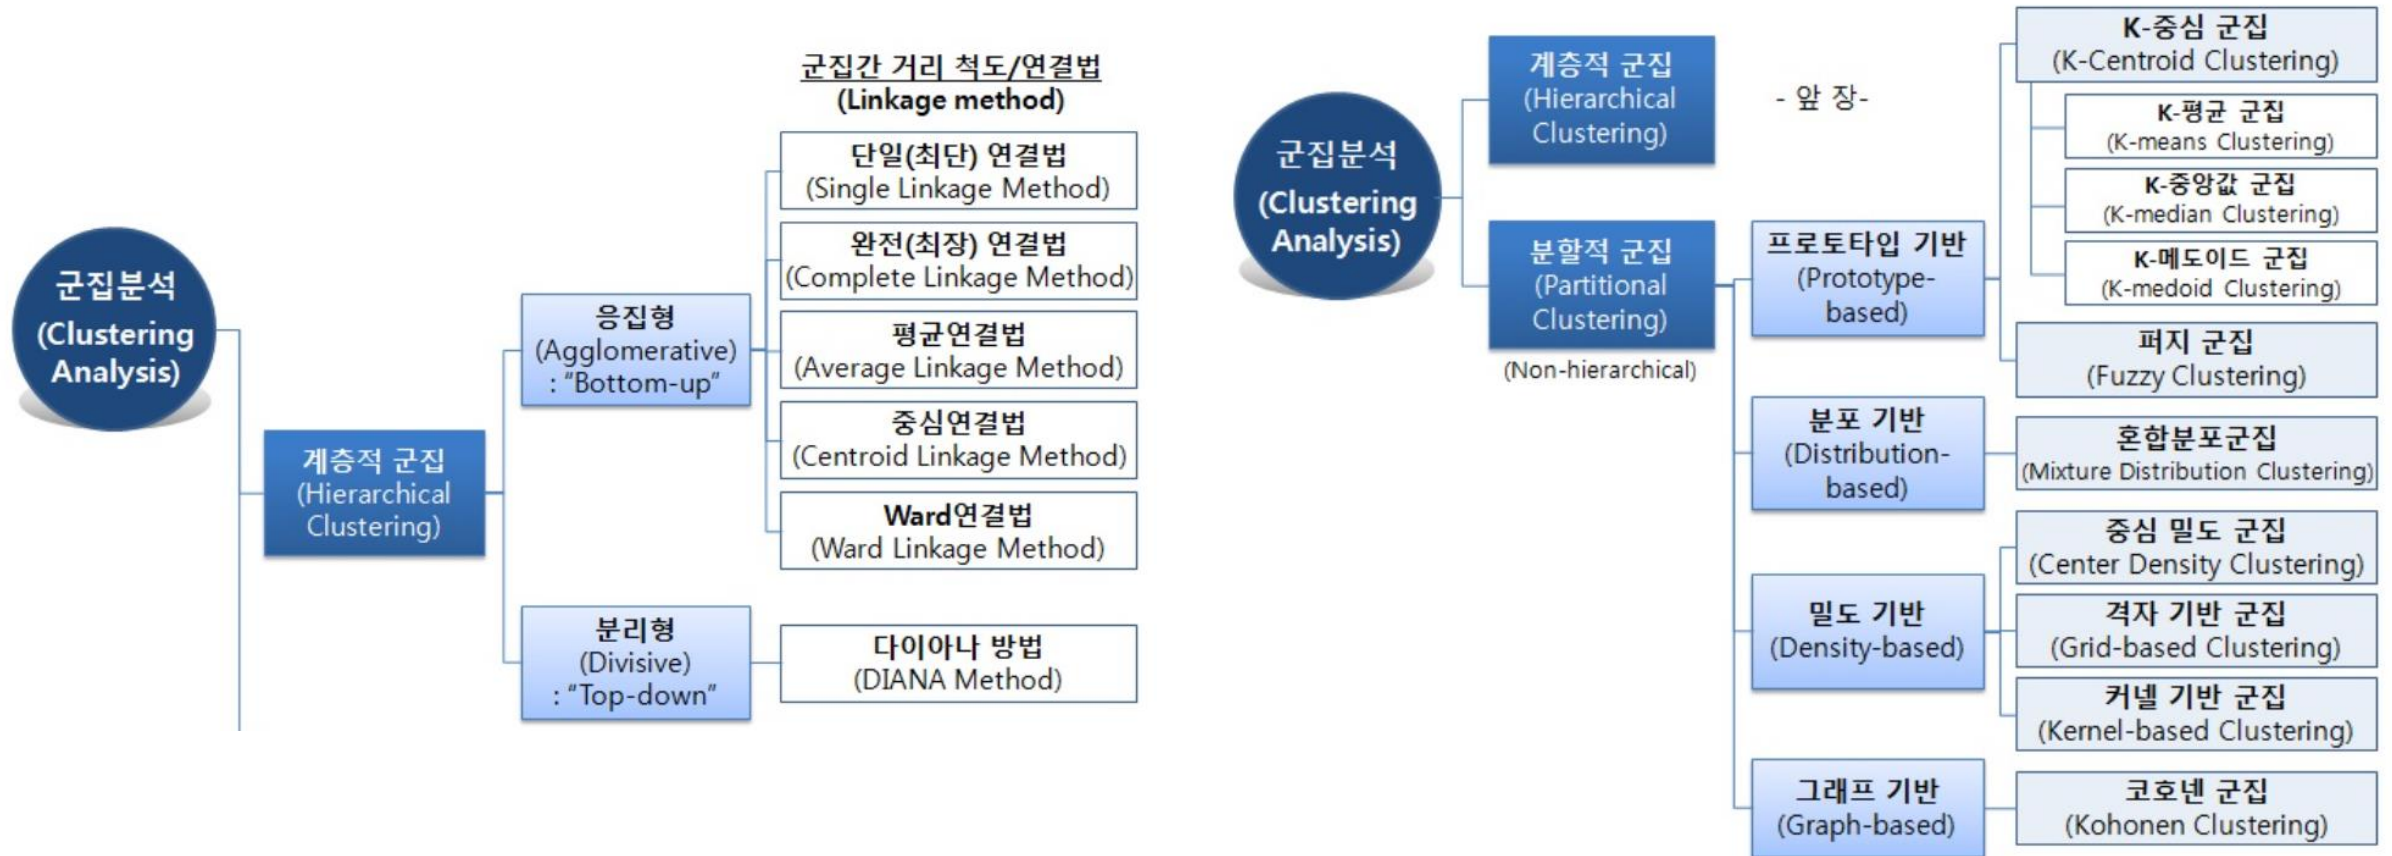 군집분석
(Clustering
Analysis)
계층적 군집
(Hierarchical
Clustering)
응집형
(Agglomerative)
: “Bottom-up”
군집간 거리 척도/연결법
(Linkage method)
단일(최단) 연결법
(Single Linkage Method)
완전(최장) 연결법
(Complete Linkage Method)
평균연결법
(Average Linkage Method)
중심연결법
(Centroid Linkage Method)
Ward연결법
(Ward Linkage Method)
분리형
(Divisive)
: “Top-down”
다이아나 방법
(DIANA Method)
군집분석
(Clustering
Analysis)
계층적 군집
(Hierarchical
Clustering)
- 앞 장-
분할적 군집
(Partitional
Clustering)
(Non-hierarchical)
프로토타입 기반
(Prototype-
based)
K-중심 군집
(K-Centroid Clustering)
K-평균 군집
(K-means Clustering)
K-중앙값 군집
(K-median Clustering)
K-메도이드 군집
(K-medoid Clustering)
퍼지 군집
(Fuzzy Clustering)
분포 기반
(Distribution-
based)
혼합분포군집
(Mixture Distribution Clustering)
밀도 기반
(Density-based)
중심 밀도 군집
(Center Density Clustering)
격자 기반 군집
(Grid-based Clustering)
커넬 기반 군집
(Kernel-based Clustering)
그래프 기반
(Graph-based)
코호넨 군집
(Kohonen Clustering)